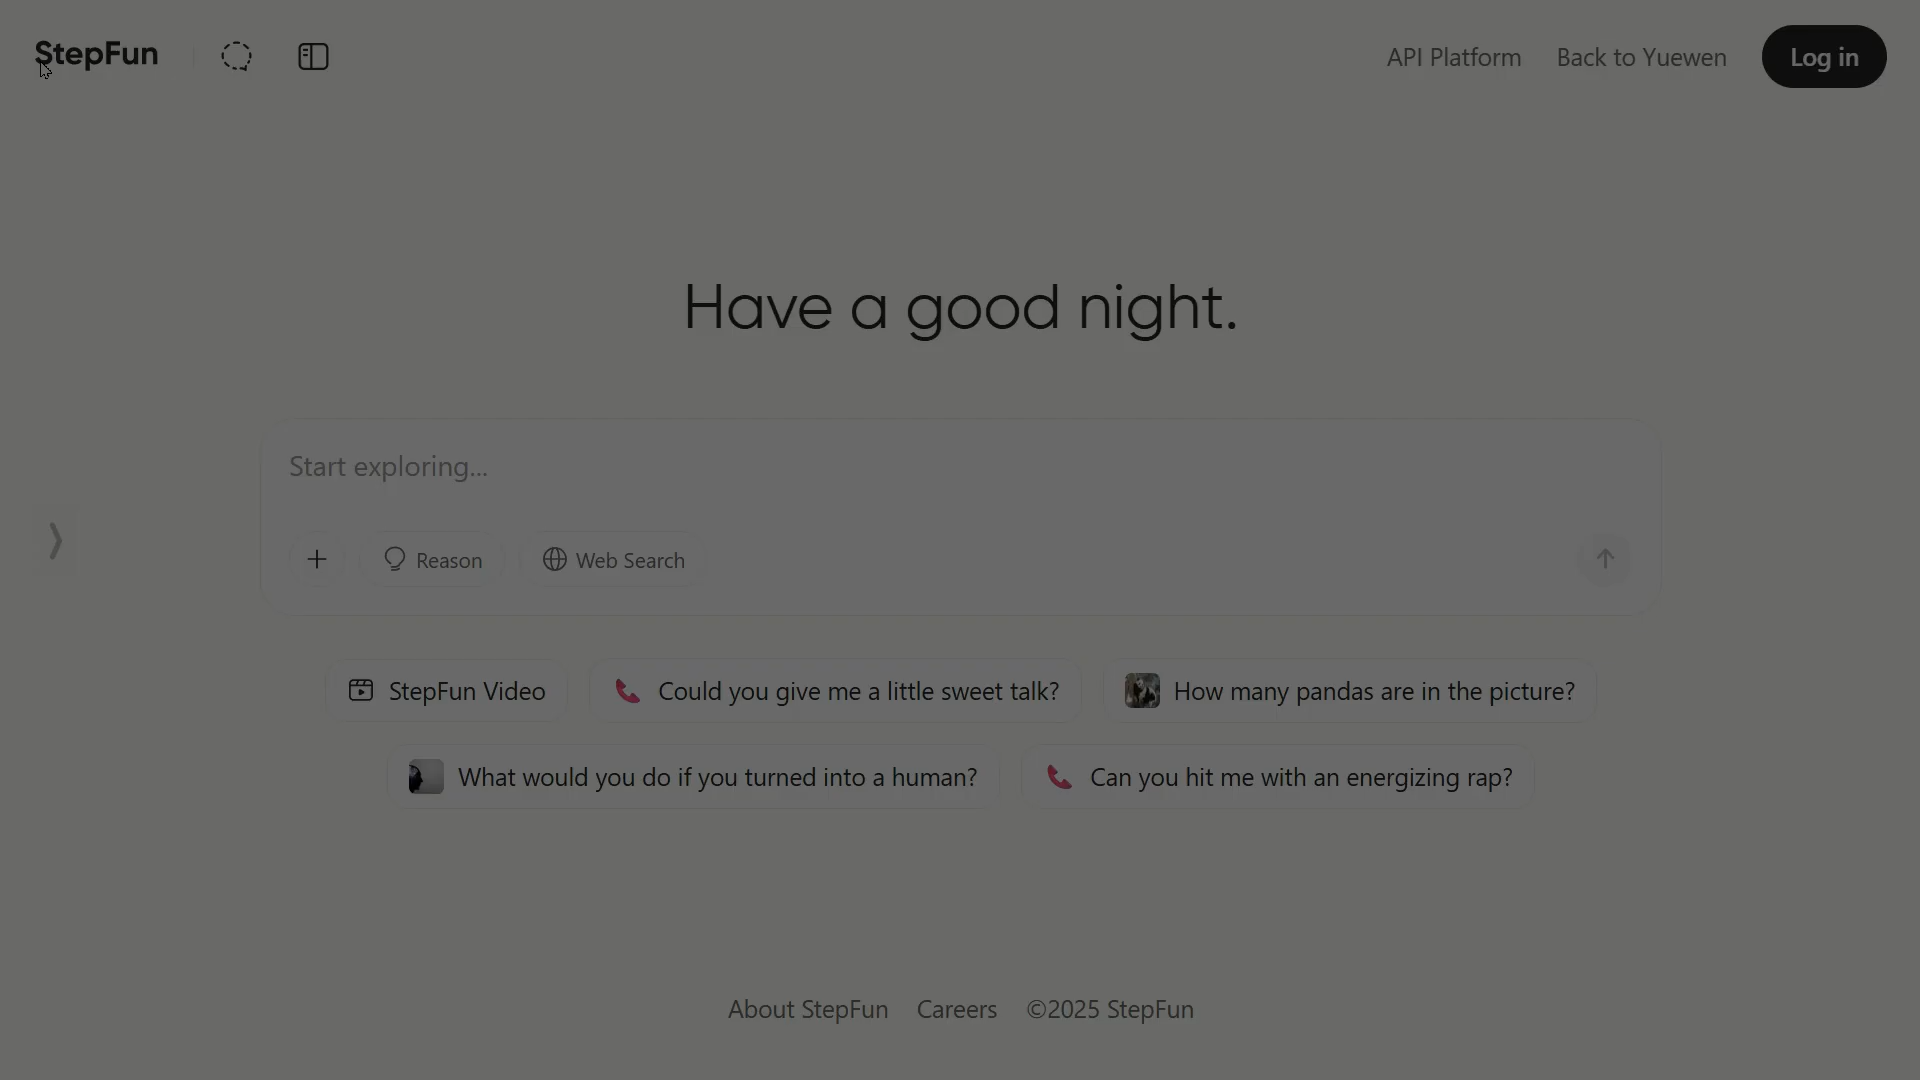 StepFun
API Platform
Back to Yuewen
Log in
Have a good night.
Start exploring...
Reason
Web Search
StepFun Video
Could you give me a little sweet talk?
How many pandas are in the picture?
What would you do if you turned into a human?
Can you hit me with an energizing rap?
About StepFun
Careers
©2025 StepFun